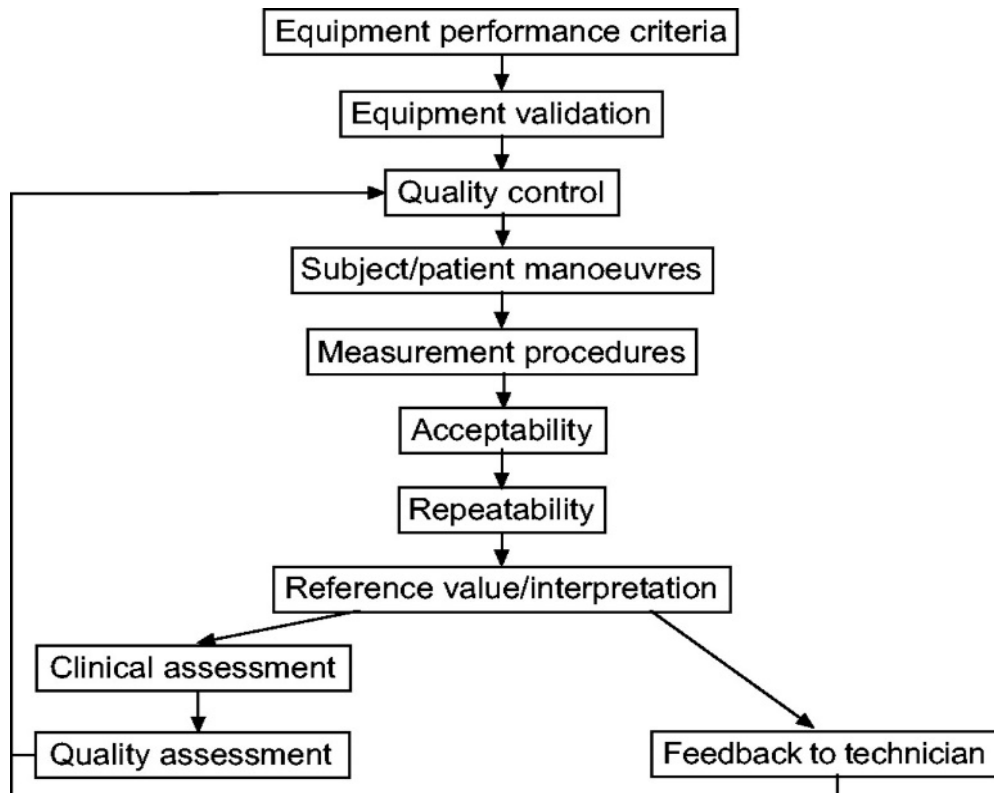 Equipment performance criteria
Equipment validation
Quality control
Subject/patient manoeuvres
Measurement procedures
Acceptability
Repeatability
Reference value/interpretation
Clinical assessment
Quality assessment
Feedback to technician